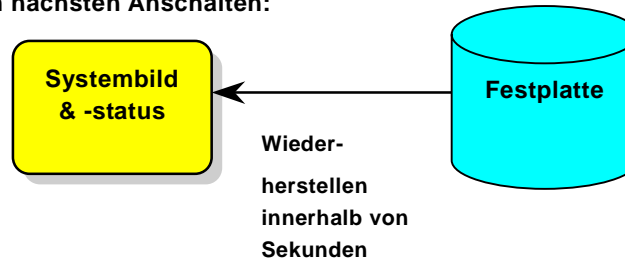 nächsten Anschalten:
Systembild
& -status
Festplatte
Wieder-
herstellen
innerhalb von
Sekunden